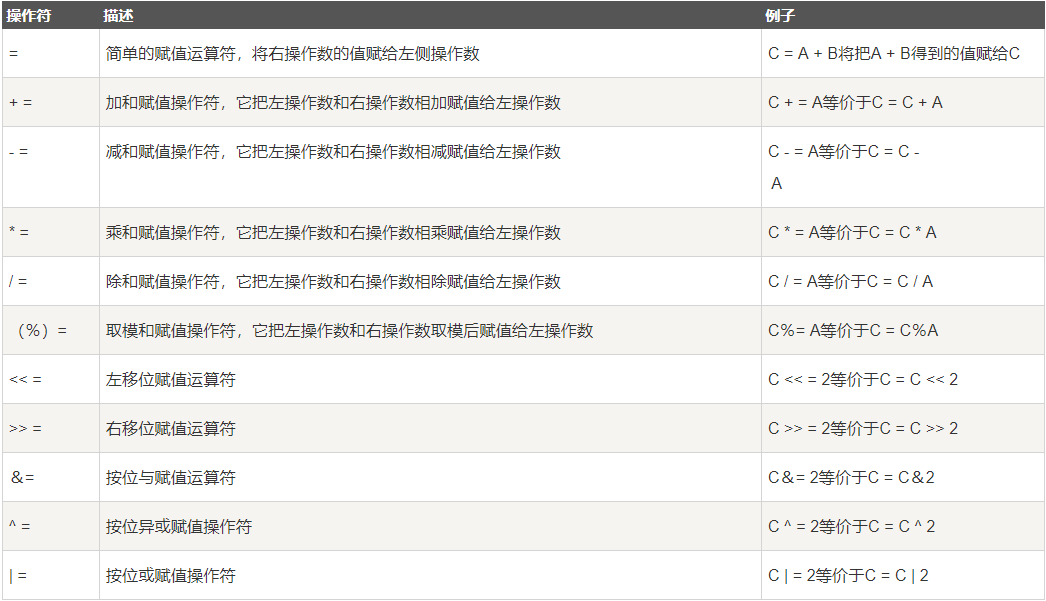 操作符 描述 例子
= 简单的赋值运算符，将右操作数的值赋给左侧操作数 C = A + B将把A + B得到的值赋给C
+ = 加和赋值操作符，它把左操作数和右操作数相加赋值给左操作数 C + = A等价于C = C + A
- = 减和赋值操作符，它把左操作数和右操作数相减赋值给左操作数 C - = A等价于C = C -
A
* = 乘和赋值操作符，它把左操作数和右操作数相乘赋值给左操作数 C * = A等价于C = C * A
/ = 除和赋值操作符，它把左操作数和右操作数相除赋值给左操作数 C / = A等价于C = C / A
（%）= 取模和赋值操作符，它把左操作数和右操作数取模后赋值给左操作数 C%= A等价于C = C%A
<< = 左移位赋值运算符 C << = 2等价于C = C << 2
>> = 右移位赋值运算符 C >> = 2等价于C = C >> 2
&= 按位与赋值运算符 C&= 2等价于C = C&2
^ = 按位异或赋值操作符 C ^ = 2等价于C = C ^ 2
| = 按位或赋值操作符 C | = 2等价于C = C | 2